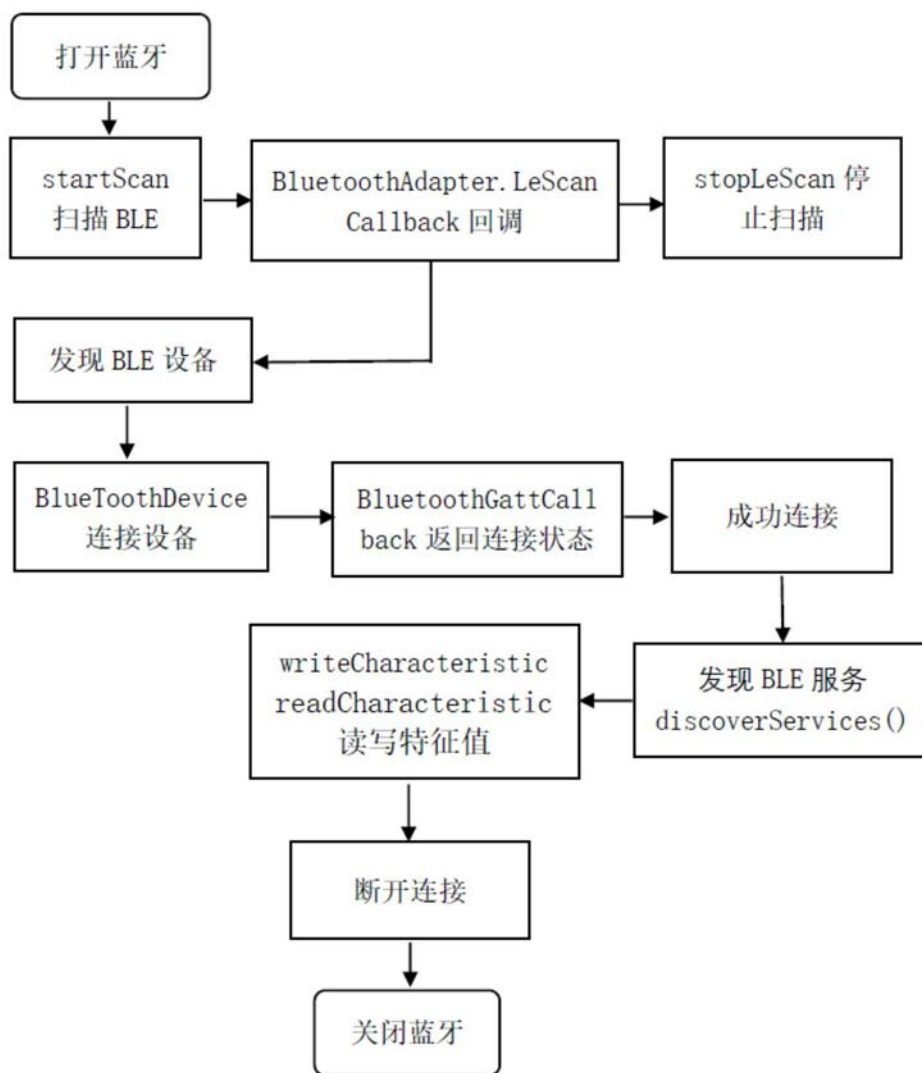 打开蓝牙
startScan
扫描 BLE
BluetoothAdapter.LeScan
Callback 回调
stopLeScan 停
止扫描
发现 BLE 设备
BlueToothDevice
连接设备
BluetoothGattCall
back 返回连接状态
成功连接
发现 BLE 服务
discoverServices()
writeCharacteristic
readCharacteristic
读写特征值
断开连接
关闭蓝牙